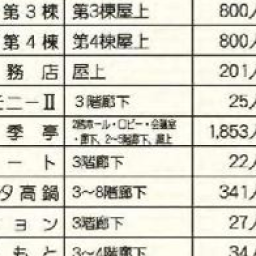 第3棟 第3棟屋上 800人
第4棟 第4棟屋上 800人
務店 屋上 201人
モニーⅡ 3階廊下 25人
季亭 2階ホール・ロビー・会議室
・廊下、2~5階廊下、屋上 1,853人
ート 3階廊下 22人
タ高鍋 3~8階廊下 341人
ョン 3階廊下 27人
もと 3~4階廊下 34人